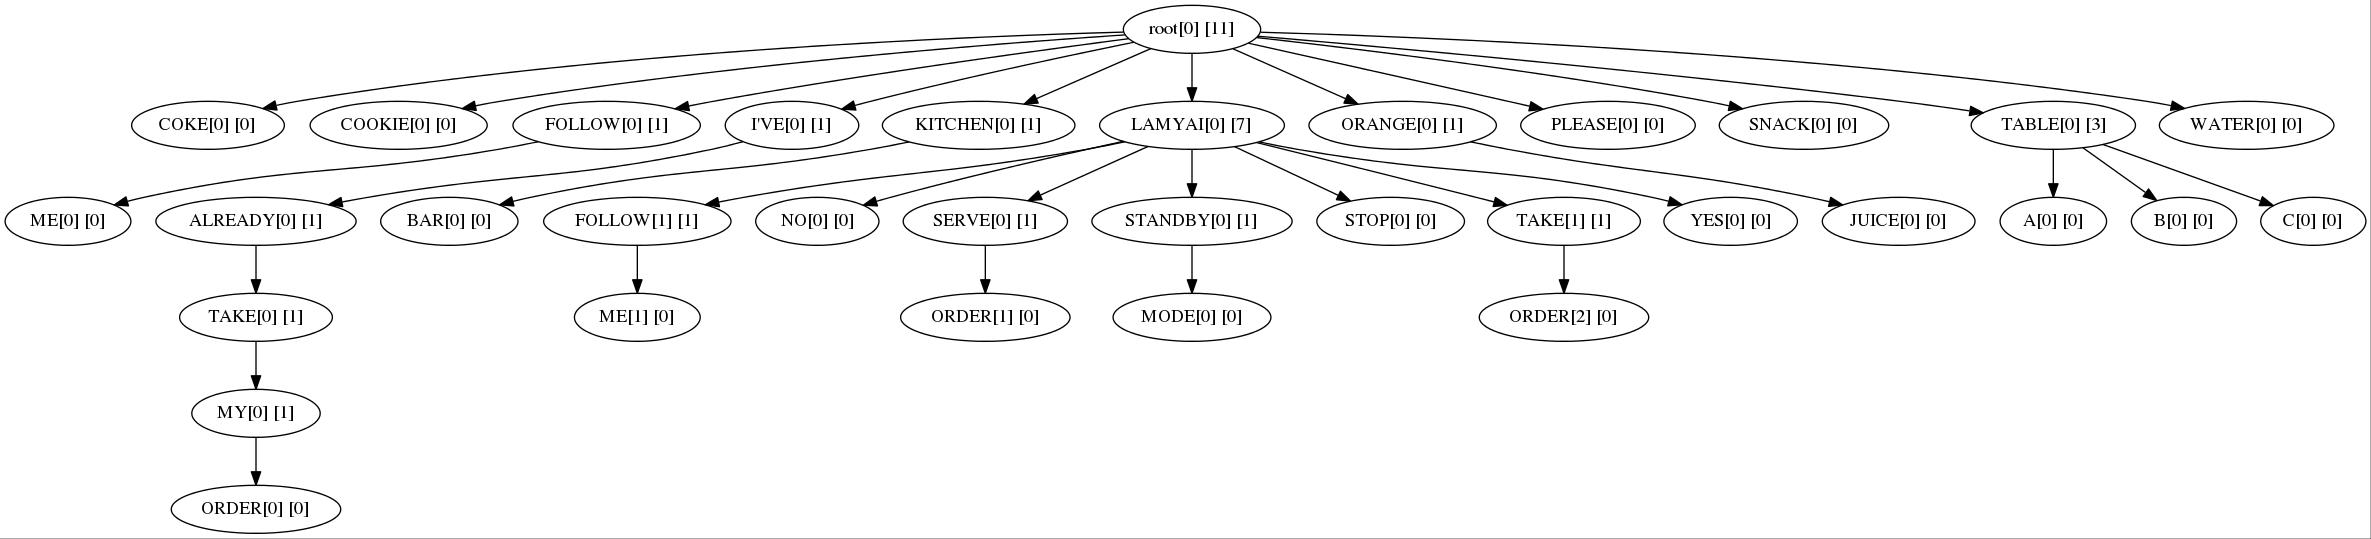 root[0] [11]
COKE[0] [0]
COOKIE[0] [0]
FOLLOW[0] [1]
I'VE[0] [1]
KITCHEN[0] [1]
LAMYAI[0] [7]
ORANGE[0] [1]
PLEASE[0] [0]
SNACK[0] [0]
TABLE[0] [3]
WATER[0] [0]
ME[0] [0]
ALREADY[0] [1]
BAR[0] [0]
FOLLOW[1] [1]
NO[0] [0]
SERVE[0] [1]
STANDBY[0] [1]
STOP[0] [0]
TAKE[1] [1]
YES[0] [0]
JUICE[0] [0]
A[0] [0]
B[0] [0]
C[0] [0]
TAKE[0] [1]
ME[1] [0]
ORDER[1] [0]
MODE[0] [0]
ORDER[2] [0]
MY[0] [1]
ORDER[0] [0]